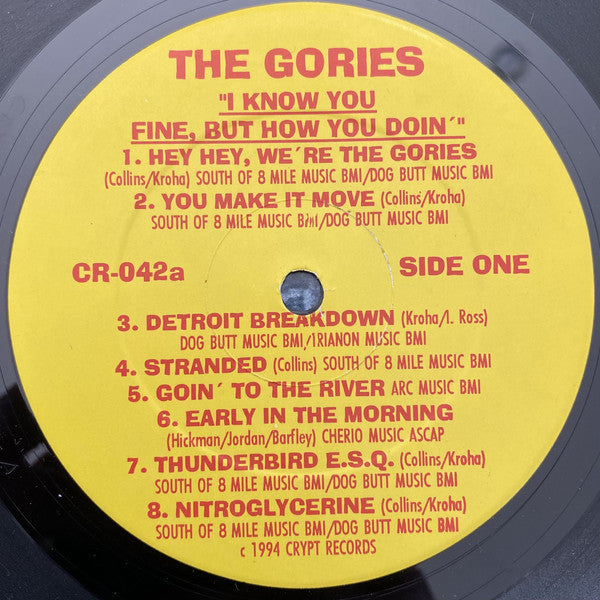 THE GORIES
"I KNOW YOU
FINE, BUT HOW YOU DOIN´"
1. HEY HEY, WE´RE THE GORIES
(Collins/Kroha) SOUTH OF 8 MILE MUSIC BMI/DOG BUTT MUSIC BMI
2. YOU MAKE IT MOVE (Collins/Kroha)
SOUTH OF 8 MILE MUSIC BMI/DOG BUTT MUSIC BMI
CR-042a
SIDE ONE
3. DETROIT BREAKDOWN (Kroha/I. Ross)
DOG BUTT MUSIC BMI/1RIANON MUSIC BMI
4. STRANDED (Collins) SOUTH OF 8 MILE MUSIC BMI
5. GOIN´ TO THE RIVER ARC MUSIC BMI
6. EARLY IN THE MORNING
(Hickman/Jordan/Barfley) CHERIO MUSIC ASCAP
7. THUNDERBIRD E.S.Q. (Collins/Kroha)
SOUTH OF 8 MILE MUSIC BMI/DOG BUTT MUSIC BMI
8. NITROGLYCERINE (Collins/Kroha)
SOUTH OF 8 MILE MUSIC BMI/DOG BUTT MUSIC BMI
c 1994 CRYPT RECORDS